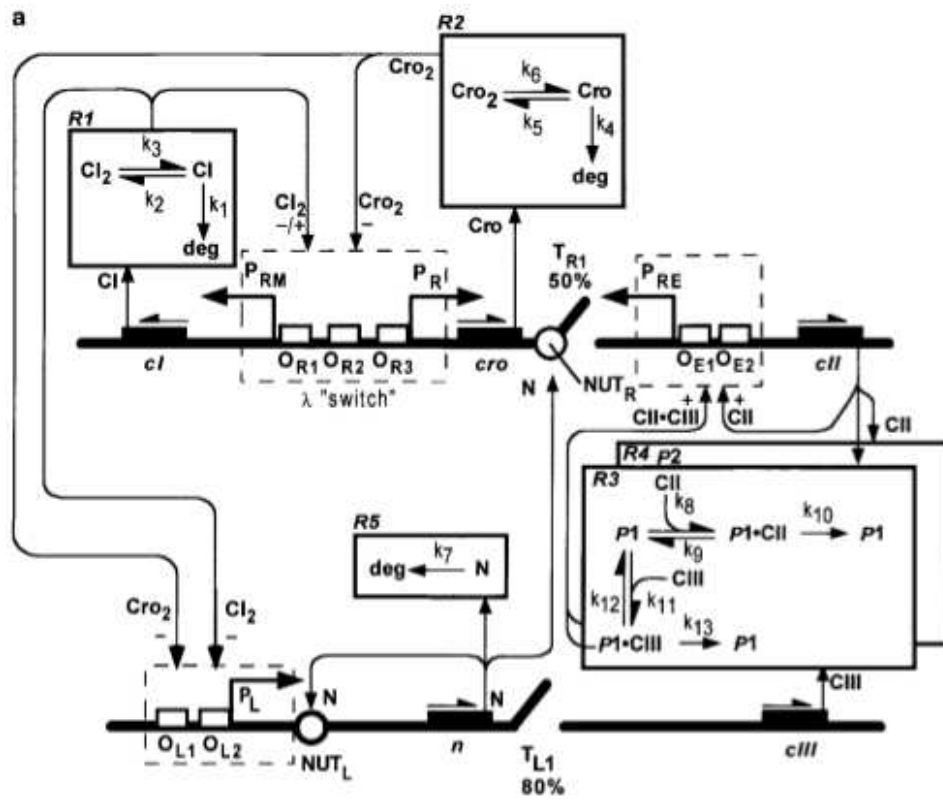 a
R2
Cro2
k6
Cro2
Cro
k5
k4
deg
R1
k3
CI2
CI
k2
k1
deg
CI2
−/+
Cro2
−
Cro
CI
PRM
PR
TR1
50%
PRE
cI
OR1
OR2
OR3
cro
N
NUTR
OE1
OE2
cII
λ "switch"
+
+
CII•CIII
CII
CII
R4
P2
R3
CII
k8
k10
P1
P1•CII
P1
k9
CIII
k12
k11
k13
P1•CIII
P1
R5
deg
k7
N
Cro2
CI2
−
−
PL
N
N
CIII
OL1
OL2
NUTL
n
TL1
80%
cIII